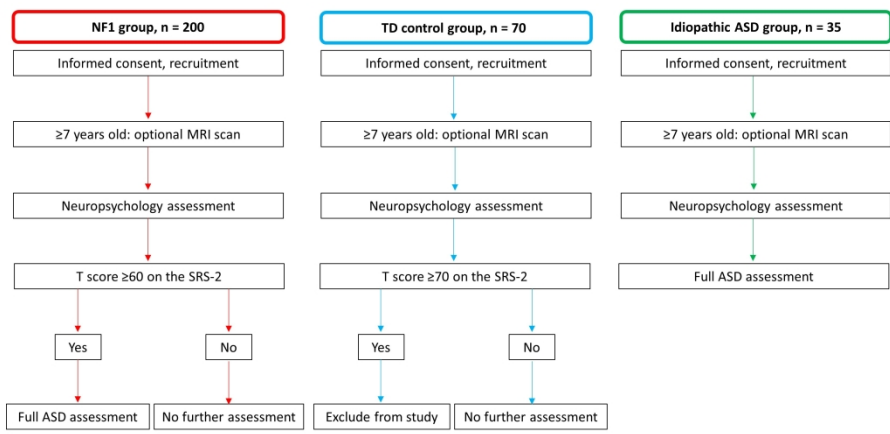 NF1 group, n = 200
TD control group, n = 70
Idiopathic ASD group, n = 35
Informed consent, recruitment
Informed consent, recruitment
Informed consent, recruitment
≥7 years old: optional MRI scan
≥7 years old: optional MRI scan
≥7 years old: optional MRI scan
Neuropsychology assessment
Neuropsychology assessment
Neuropsychology assessment
T score ≥60 on the SRS-2
T score ≥70 on the SRS-2
Full ASD assessment
Yes
No
Yes
No
Full ASD assessment
No further assessment
Exclude from study
No further assessment